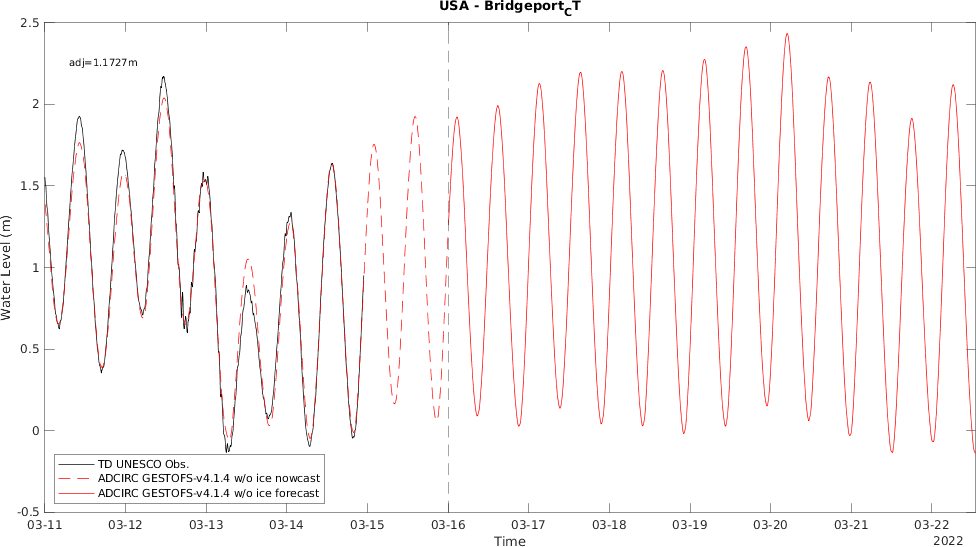 USA - Bridgeport_CT
2.5
adj=1.1727m
2
1.5
1
0.5
0
-0.5
Water Level (m)
TD UNESCO Obs.
ADCIRC GESTOFS-v4.1.4 w/o ice nowcast
ADCIRC GESTOFS-v4.1.4 w/o ice forecast
03-11 03-12 03-13 03-14 03-15 03-16 03-17 03-18 03-19 03-20 03-21 03-22
Time
2022